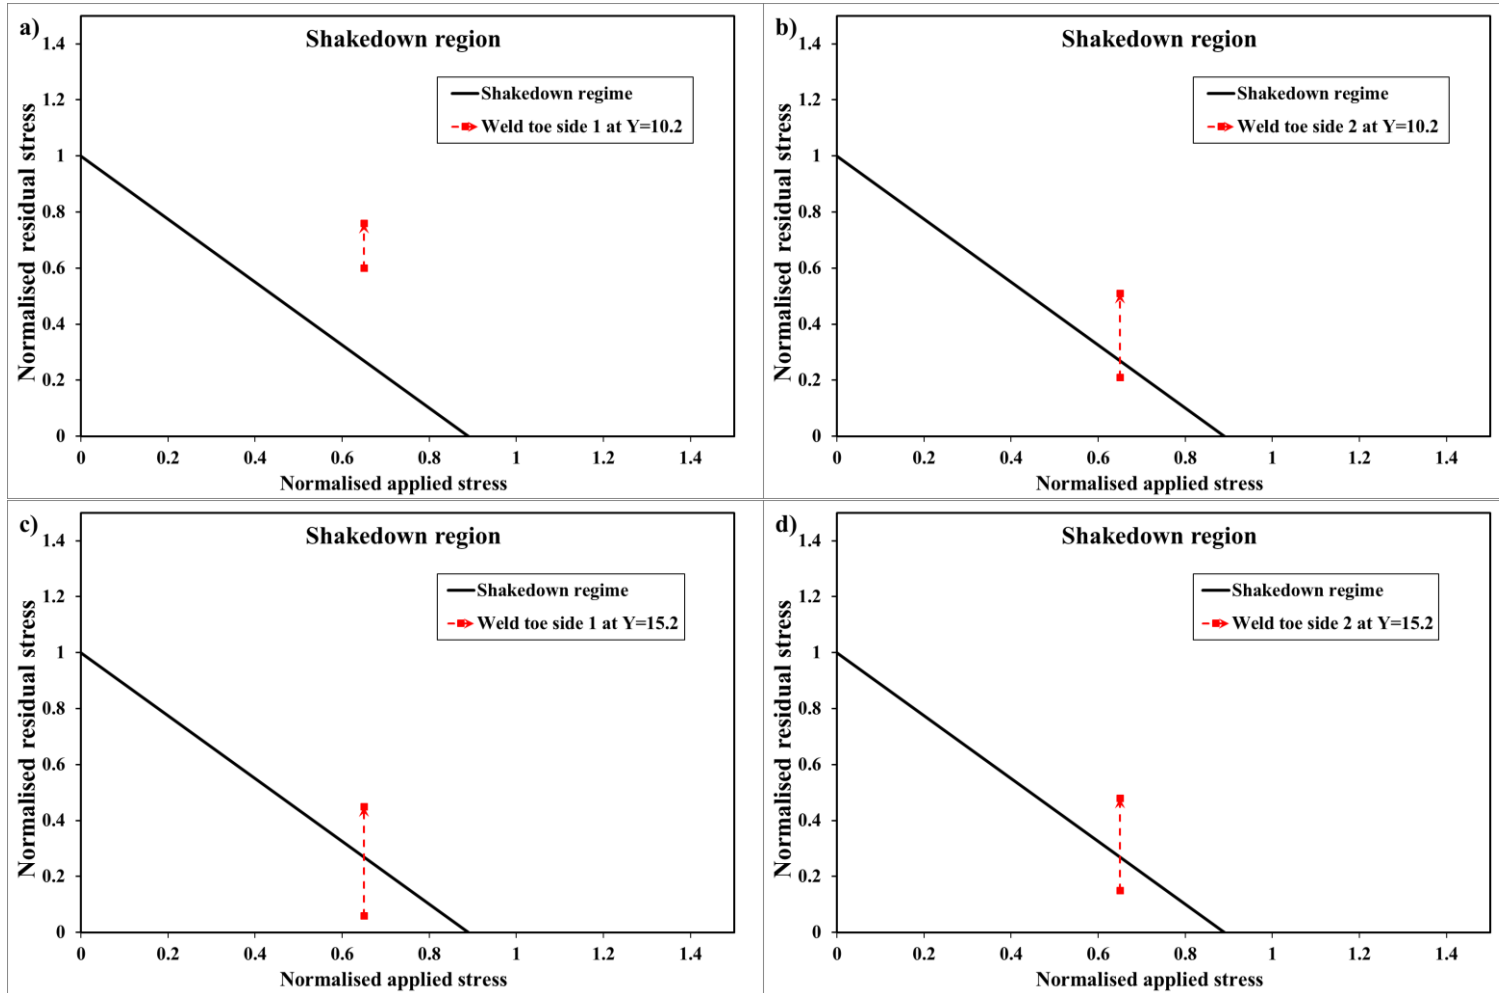 a)
Shakedown region
Shakedown regime
Weld toe side 1 at Y=10.2
Normalised residual stress
1.4
1.2
1
0.8
0.6
0.4
0.2
0
0 0.2 0.4 0.6 0.8 1 1.2 1.4
Normalised applied stress
b)
Shakedown region
Shakedown regime
Weld toe side 2 at Y=10.2
Normalised residual stress
1.4
1.2
1
0.8
0.6
0.4
0.2
0
0 0.2 0.4 0.6 0.8 1 1.2 1.4
Normalised applied stress
c)
Shakedown region
Shakedown regime
Weld toe side 1 at Y=15.2
Normalised residual stress
1.4
1.2
1
0.8
0.6
0.4
0.2
0
0 0.2 0.4 0.6 0.8 1 1.2 1.4
Normalised applied stress
d)
Shakedown region
Shakedown regime
Weld toe side 2 at Y=15.2
Normalised residual stress
1.4
1.2
1
0.8
0.6
0.4
0.2
0
0 0.2 0.4 0.6 0.8 1 1.2 1.4
Normalised applied stress